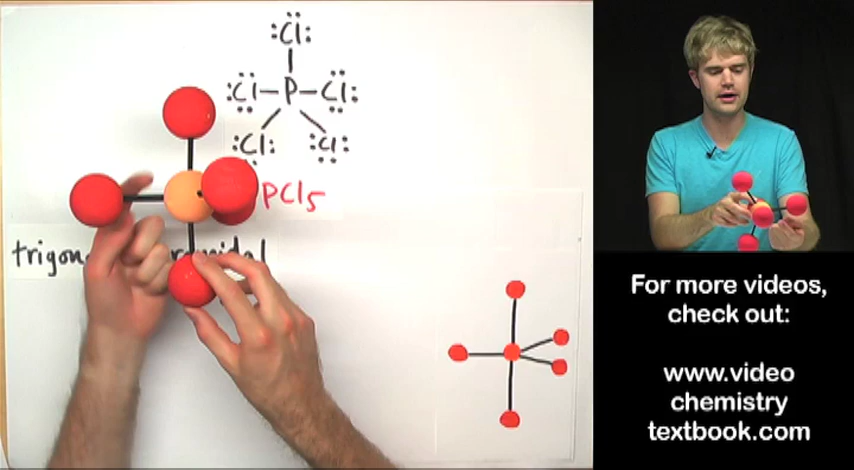 :Cl:
:Cl–P–Cl:
:Cl: :Cl:
PCl₅
For more videos,
check out:
www.video
chemistry
textbook.com